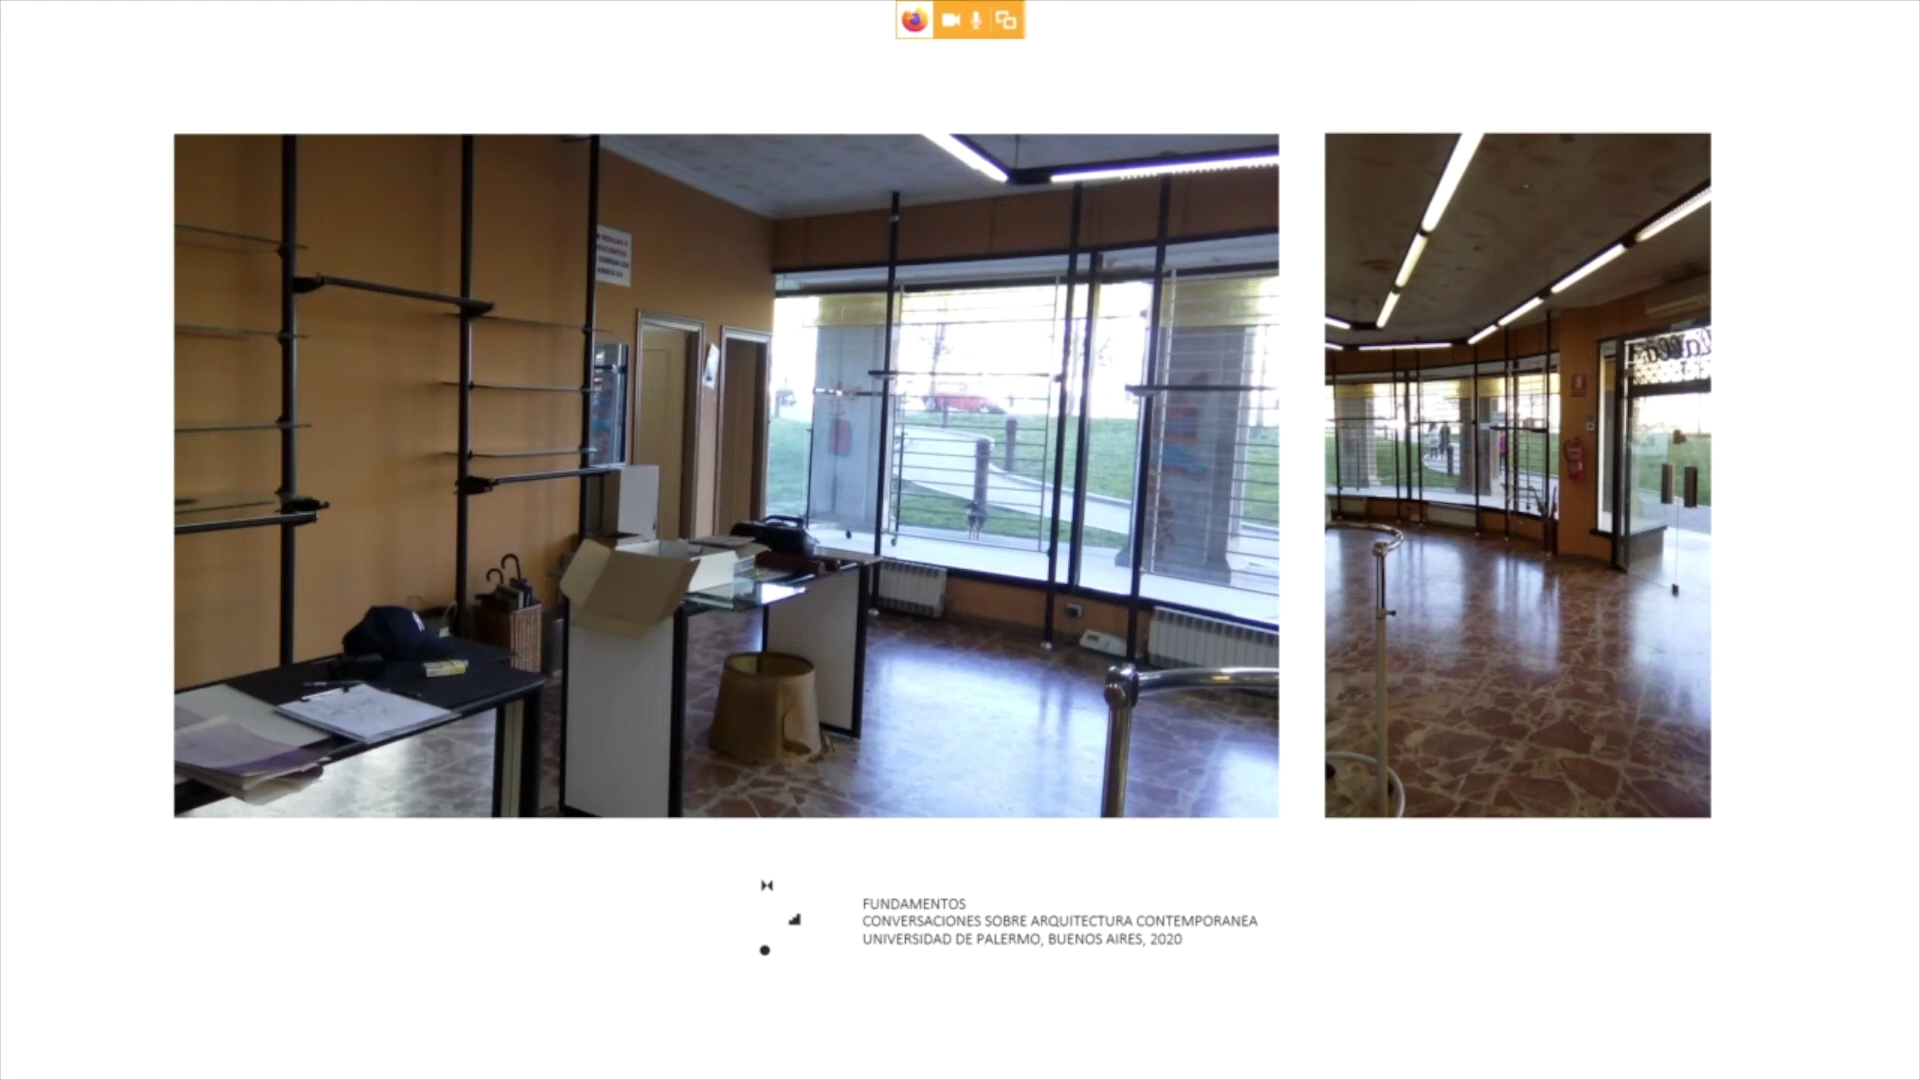 FUNDAMENTOS
CONVERSACIONES SOBRE ARQUITECTURA CONTEMPORANEA
UNIVERSIDAD DE PALERMO, BUENOS AIRES, 2020